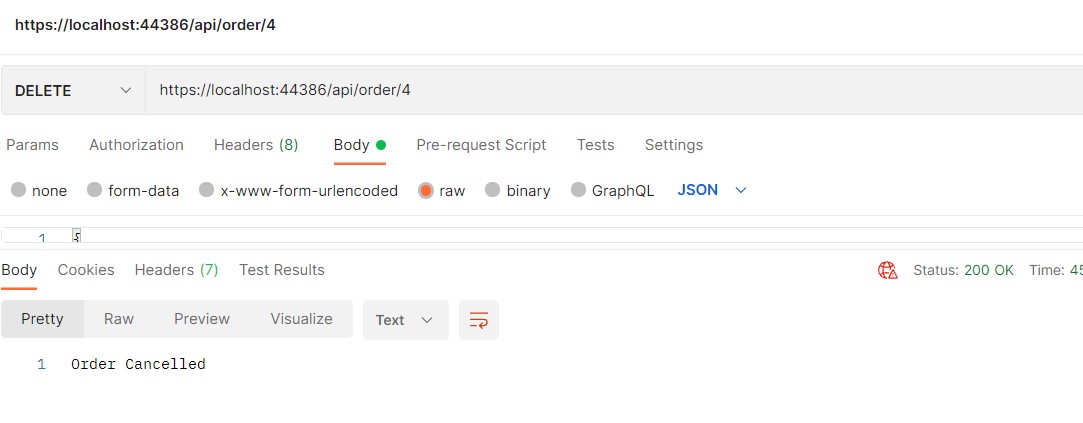 https://localhost:44386/api/order/4
DELETE https://localhost:44386/api/order/4
Params Authorization Headers (8) Body Pre-request Script Tests Settings
none form-data x-www-form-urlencoded raw binary GraphQL JSON
1 {
Body Cookies Headers (7) Test Results Status: 200 OK Time: 45
Pretty Raw Preview Visualize Text
1 Order Cancelled